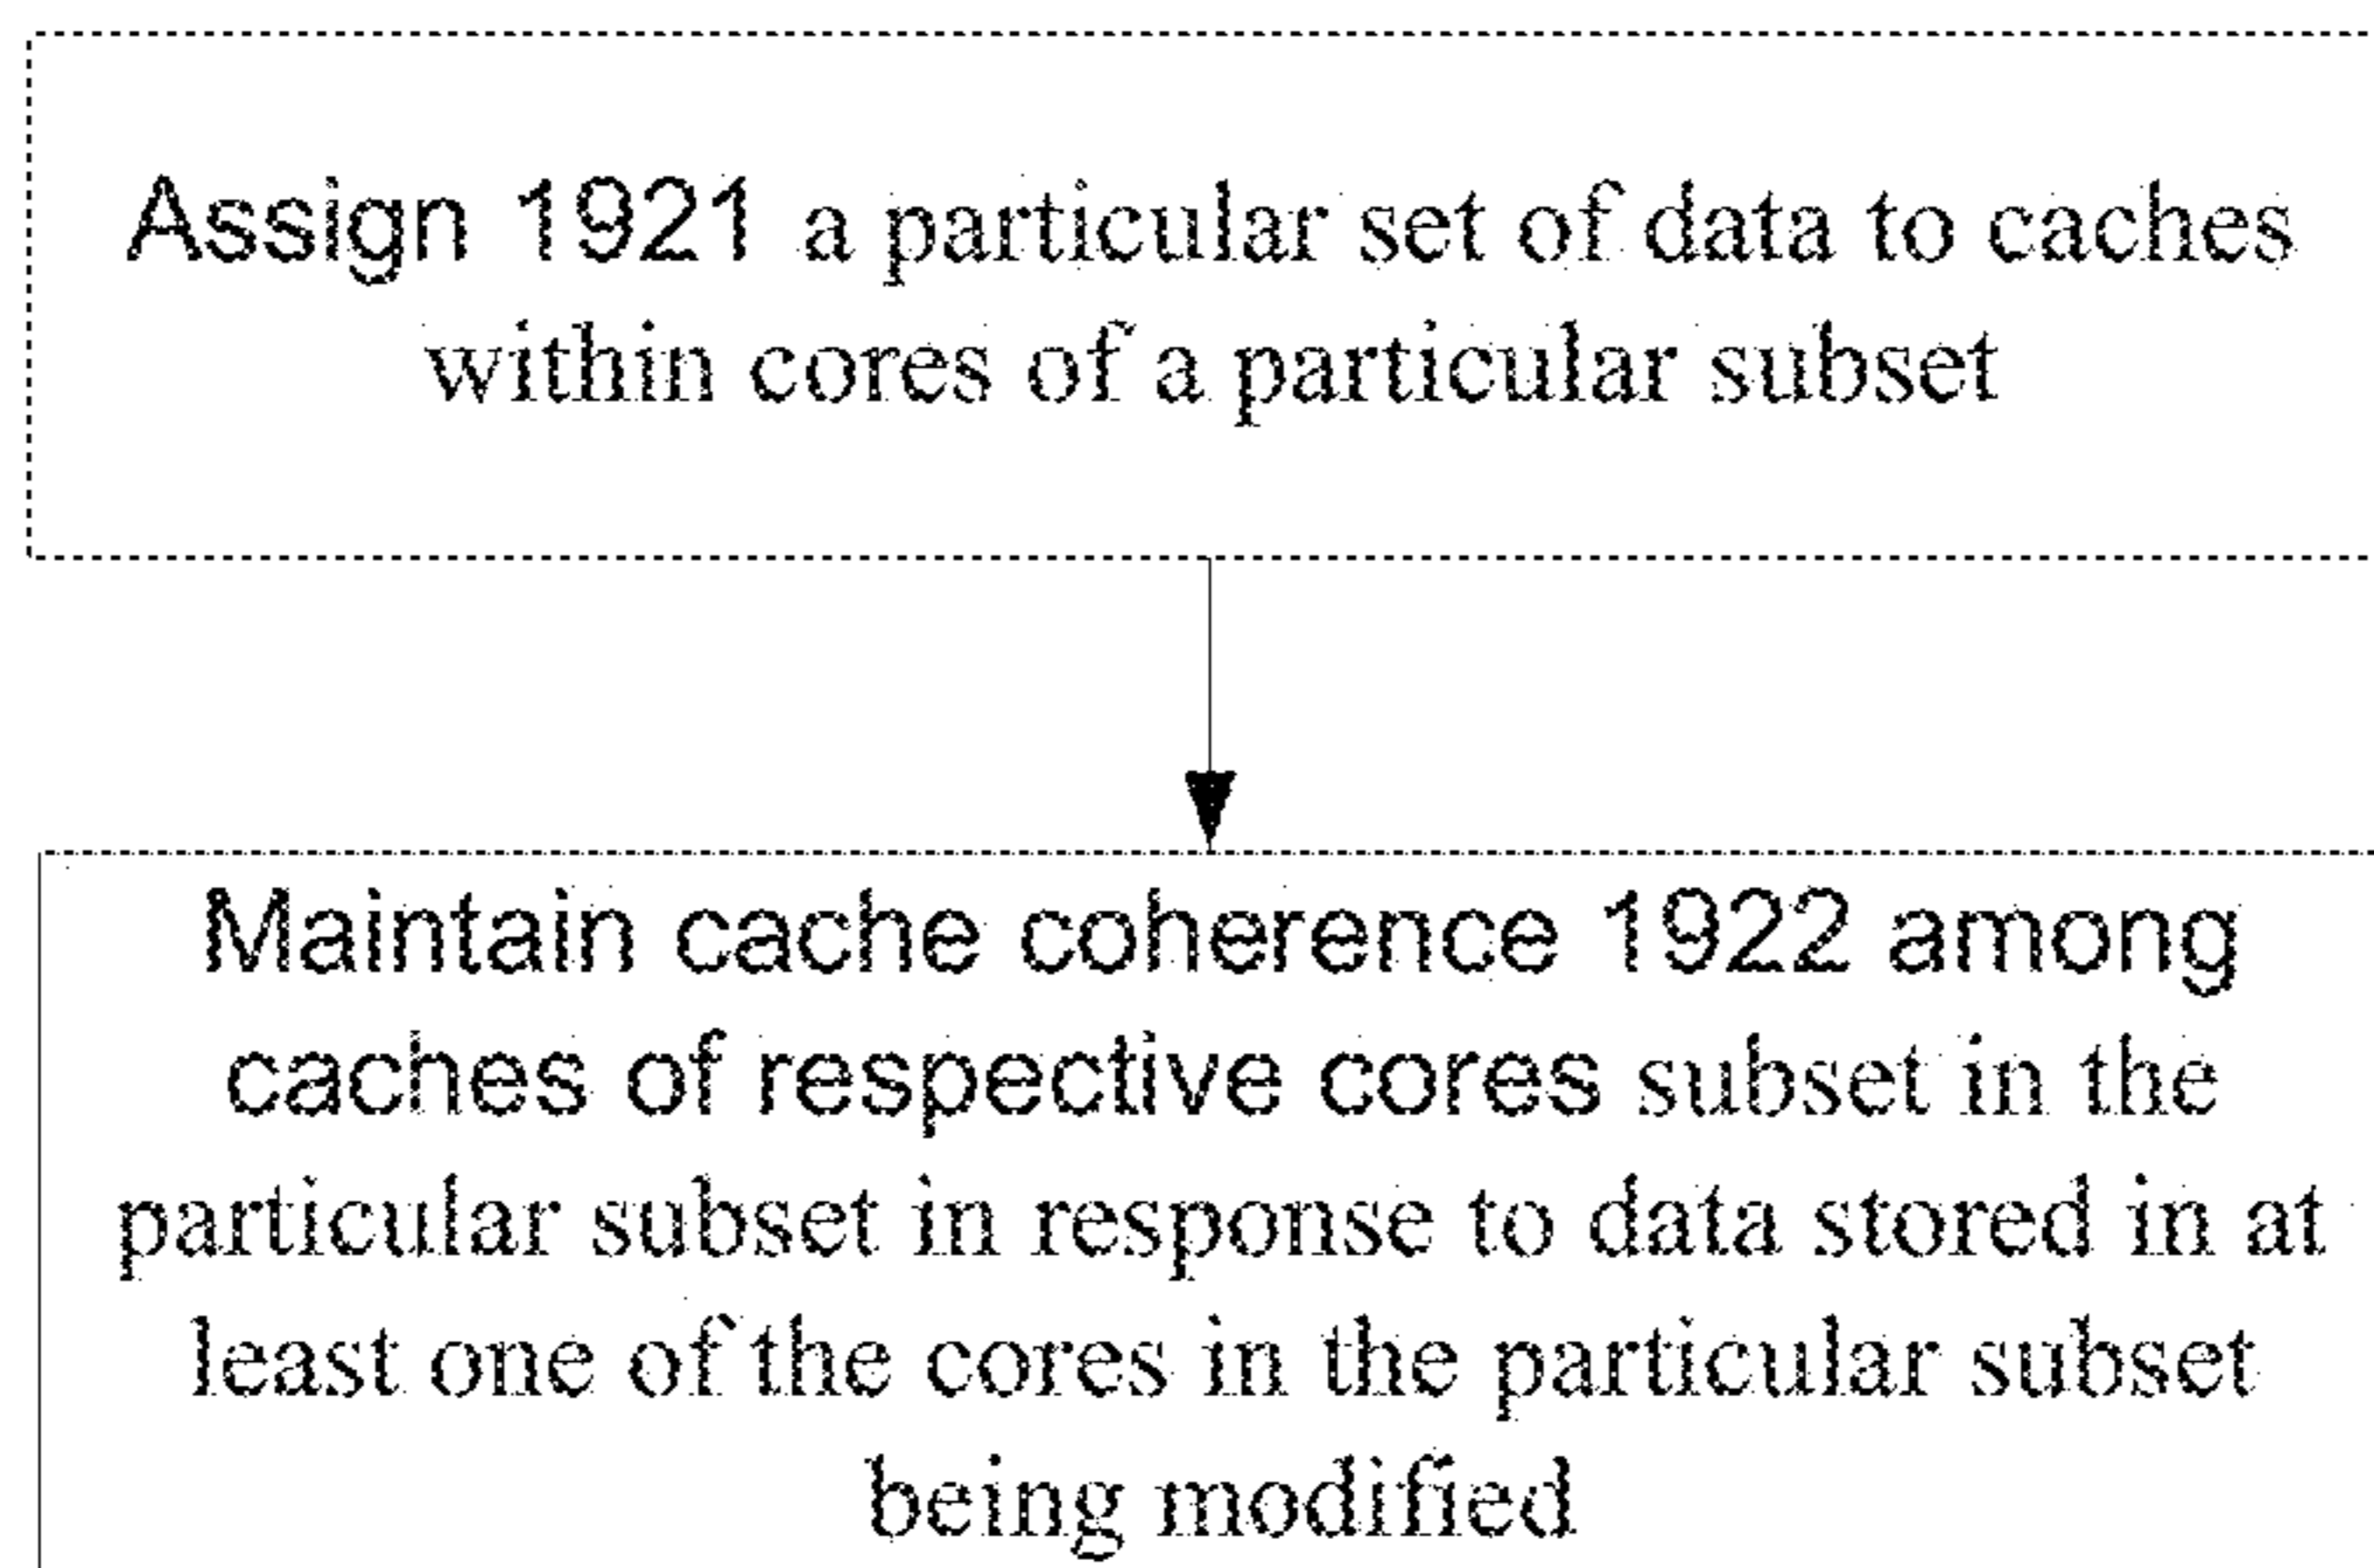 Assign 1921 a particular set of data to caches
within cores of a particular subset
Maintain cache coherence 1922 among
caches of respective cores subset in the
particular subset in response to data stored in at
least one of the cores in the particular subset
being modified